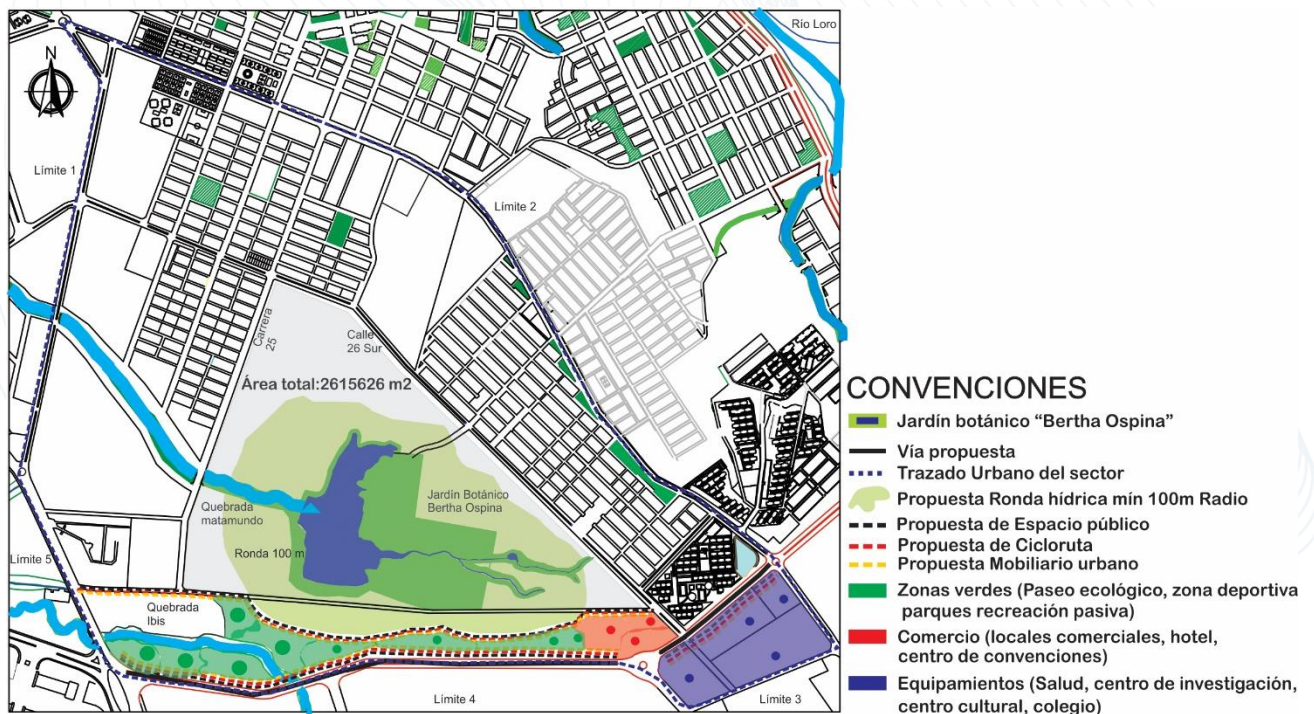 Rio Loro
N
Límite 1
Límite 2
Carrera
25
Calle
26 Sur
Área total:2615626 m2
Quebrada
matamundo
Jardín Botánico
Bertha Ospina
Ronda 100 m
Límite 5
Quebrada
Ibis
Límite 4
Límite 3
CONVENCIONES
Jardín botánico “Bertha Ospina”
Vía propuesta
Trazado Urbano del sector
Propuesta Ronda hídrica mín 100m Radio
Propuesta de Espacio público
Propuesta de Cicloruta
Propuesta Mobiliario urbano
Zonas verdes (Paseo ecológico, zona deportiva
parques recreación pasiva)
Comercio (locales comerciales, hotel,
centro de convenciones)
Equipamientos (Salud, centro de investigación,
centro cultural, colegio)